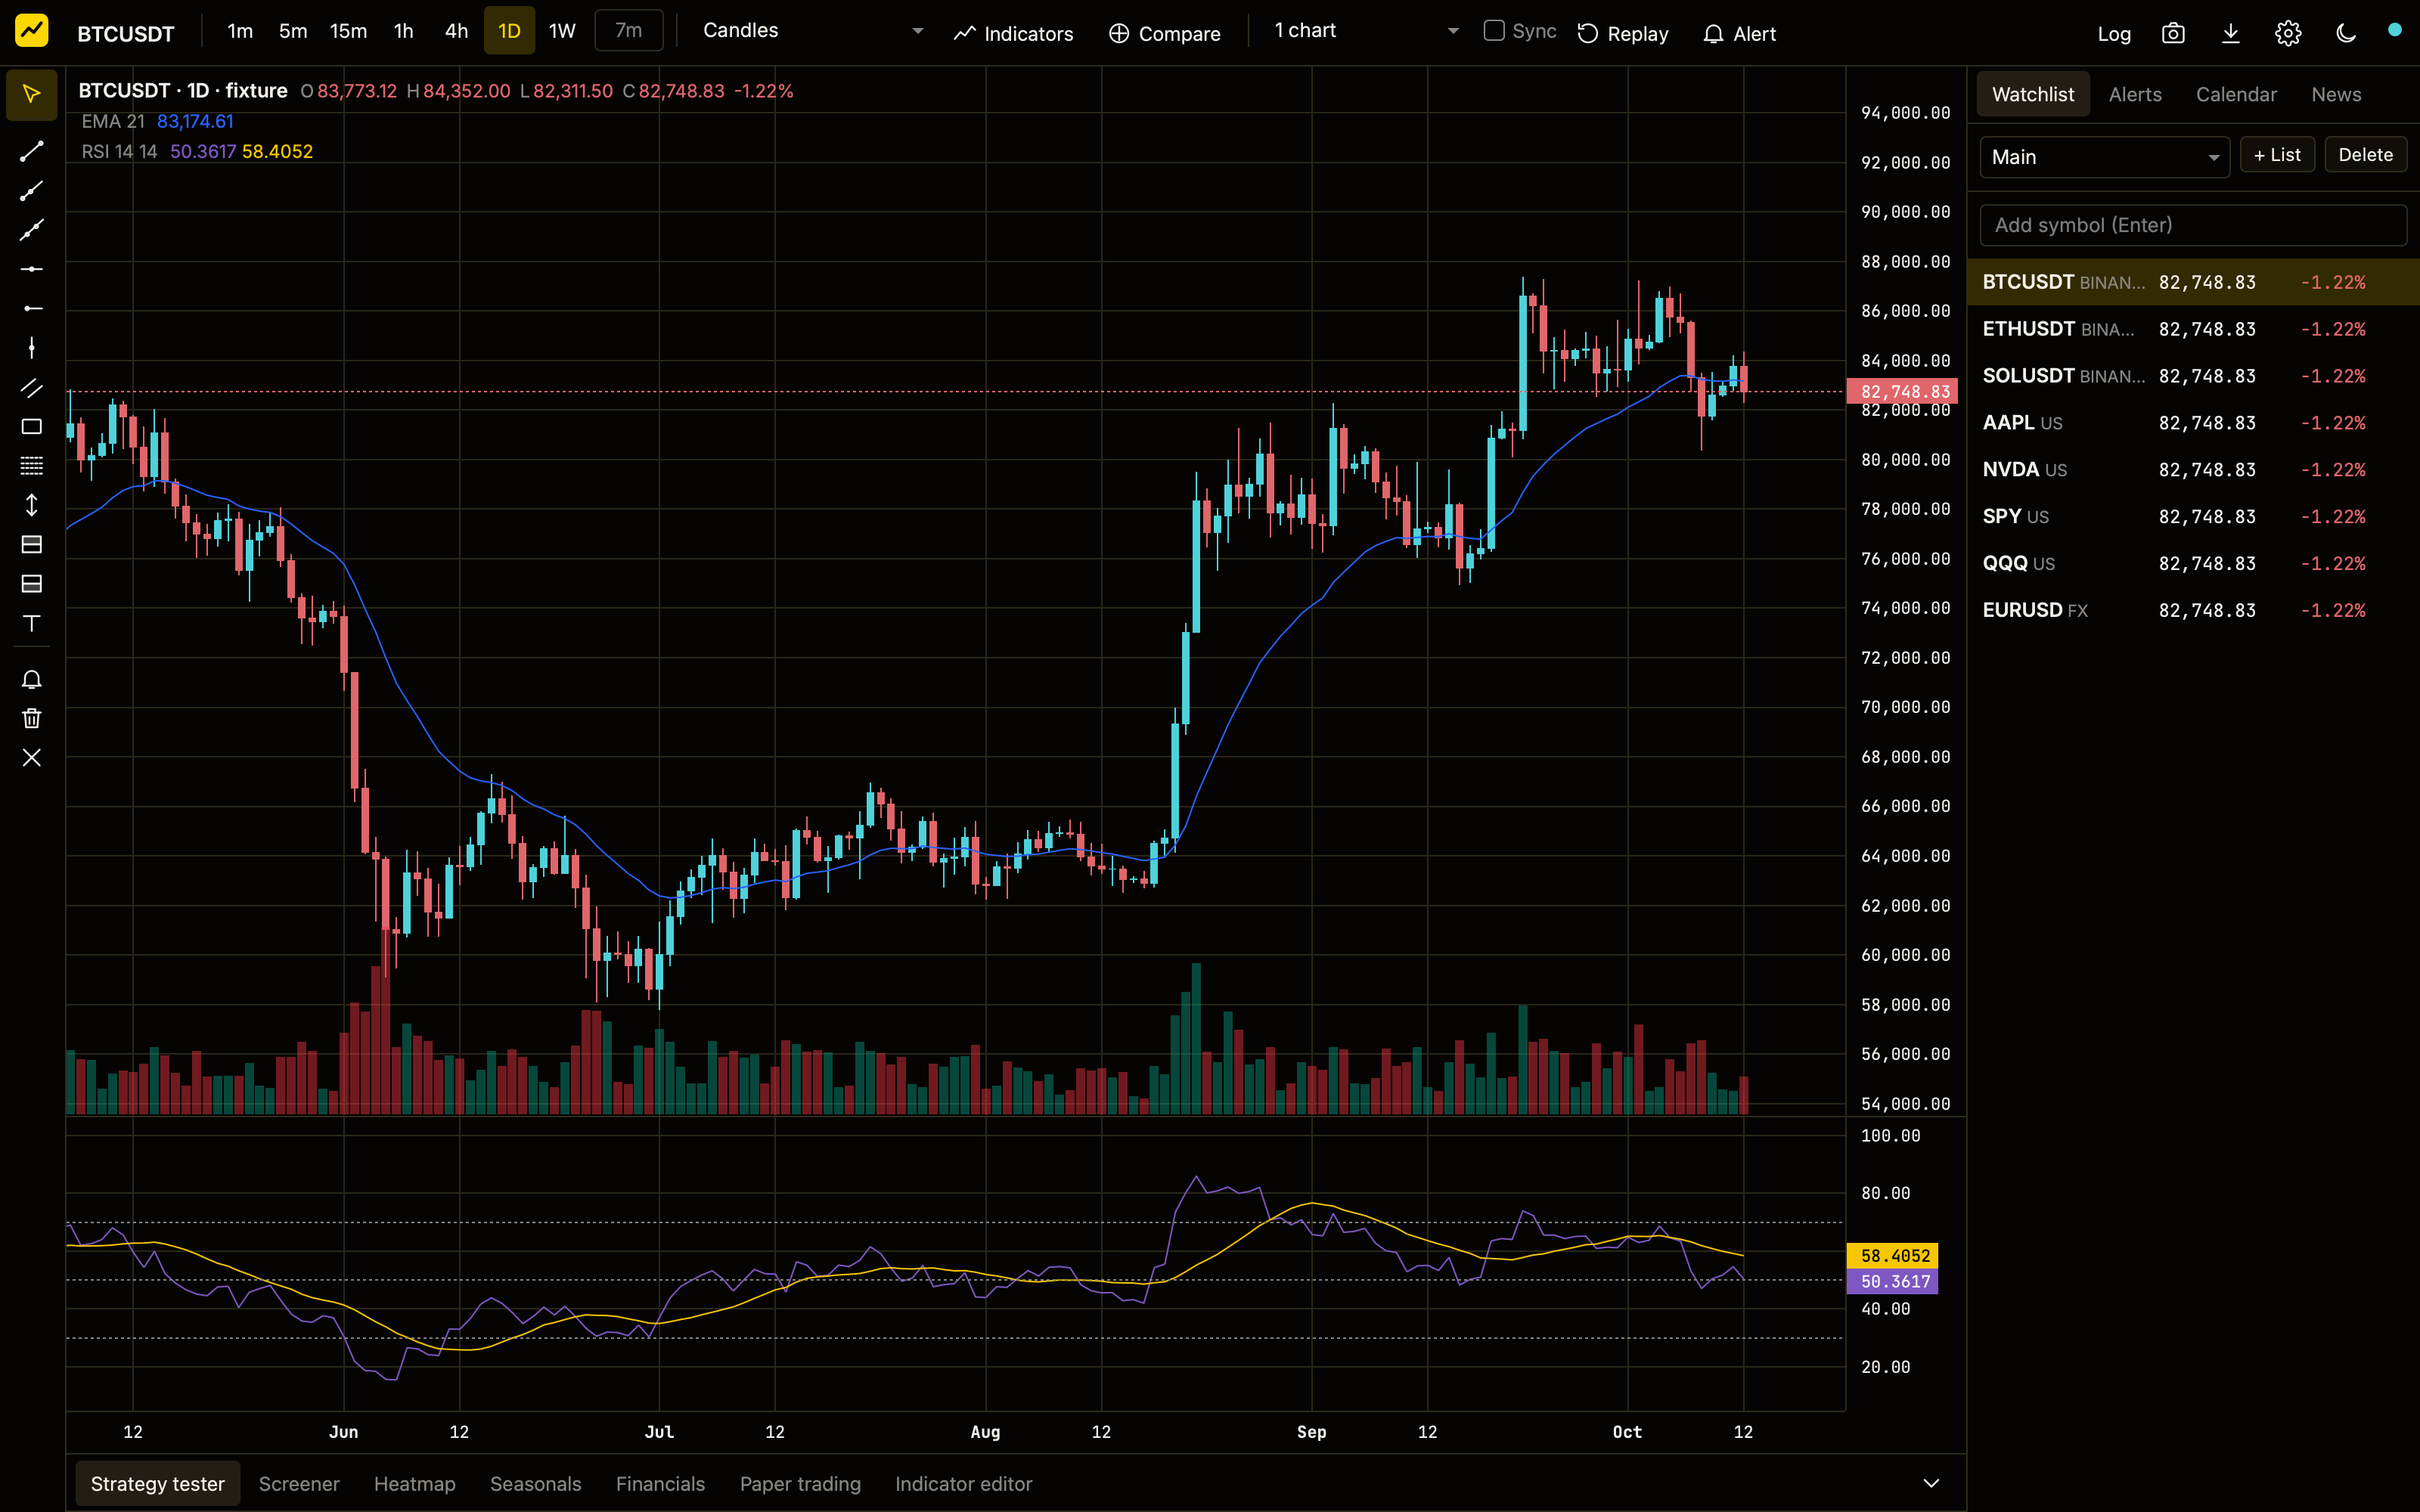 BTCUSDT 1m 5m 15m 1h 4h 1D 1W 7m Candles Indicators Compare 1 chart Sync Replay Alert Log
BTCUSDT · 1D · fixture O 83,773.12 H 84,352.00 L 82,311.50 C 82,748.83 -1.22%
EMA 21 83,174.61
RSI 14 14 50.3617 58.4052
94,000.00
92,000.00
90,000.00
88,000.00
86,000.00
84,000.00
82,748.83
82,000.00
80,000.00
78,000.00
76,000.00
74,000.00
72,000.00
70,000.00
68,000.00
66,000.00
64,000.00
62,000.00
60,000.00
58,000.00
56,000.00
54,000.00
100.00
80.00
58.4052
50.3617
40.00
20.00
12 Jun 12 Jul 12 Aug 12 Sep 12 Oct 12
Strategy tester Screener Heatmap Seasonals Financials Paper trading Indicator editor
Watchlist Alerts Calendar News
Main + List Delete
Add symbol (Enter)
BTCUSDT BINAN... 82,748.83 -1.22%
ETHUSDT BINA... 82,748.83 -1.22%
SOLUSDT BINAN... 82,748.83 -1.22%
AAPL US 82,748.83 -1.22%
NVDA US 82,748.83 -1.22%
SPY US 82,748.83 -1.22%
QQQ US 82,748.83 -1.22%
EURUSD FX 82,748.83 -1.22%